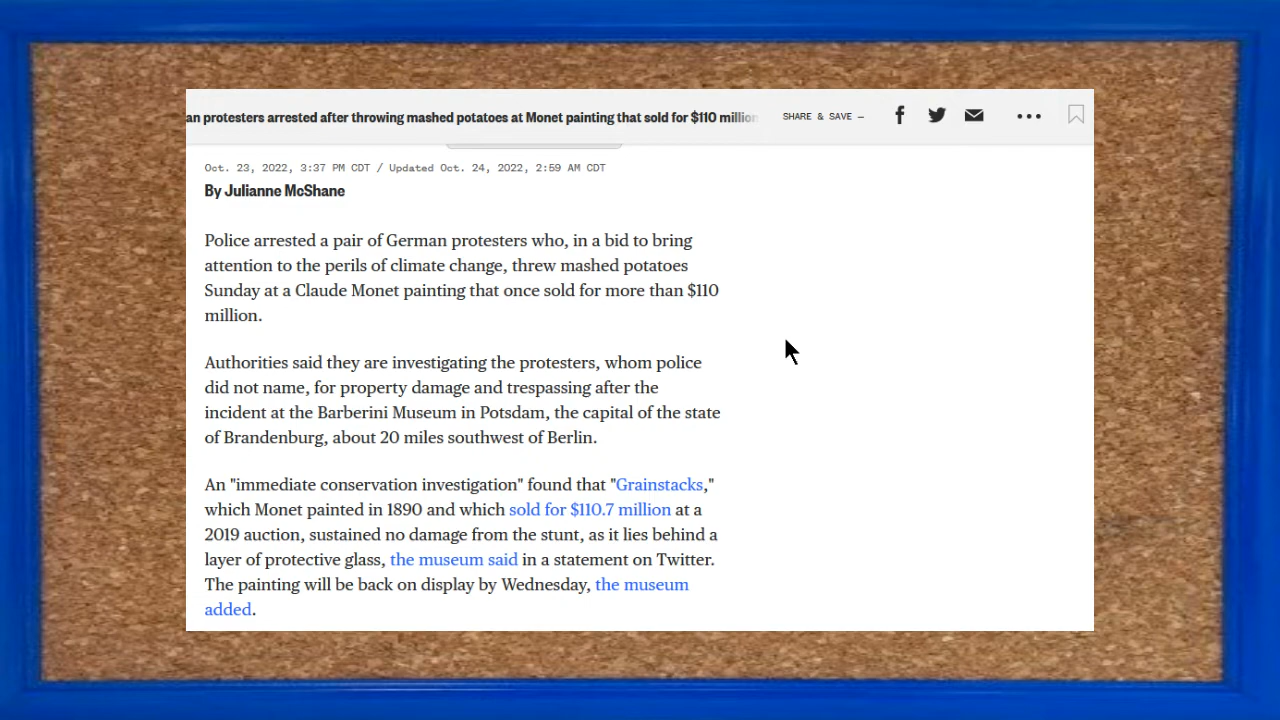 an protesters arrested after throwing mashed potatoes at Monet painting that sold for $110 million
SHARE & SAVE —
Oct. 23, 2022, 3:37 PM CDT / Updated Oct. 24, 2022, 2:59 AM CDT
By Julianne McShane
Police arrested a pair of German protesters who, in a bid to bring
attention to the perils of climate change, threw mashed potatoes
Sunday at a Claude Monet painting that once sold for more than $110
million.
Authorities said they are investigating the protesters, whom police
did not name, for property damage and trespassing after the
incident at the Barberini Museum in Potsdam, the capital of the state
of Brandenburg, about 20 miles southwest of Berlin.
An "immediate conservation investigation" found that "Grainstacks,"
which Monet painted in 1890 and which sold for $110.7 million at a
2019 auction, sustained no damage from the stunt, as it lies behind a
layer of protective glass, the museum said in a statement on Twitter.
The painting will be back on display by Wednesday, the museum
added.